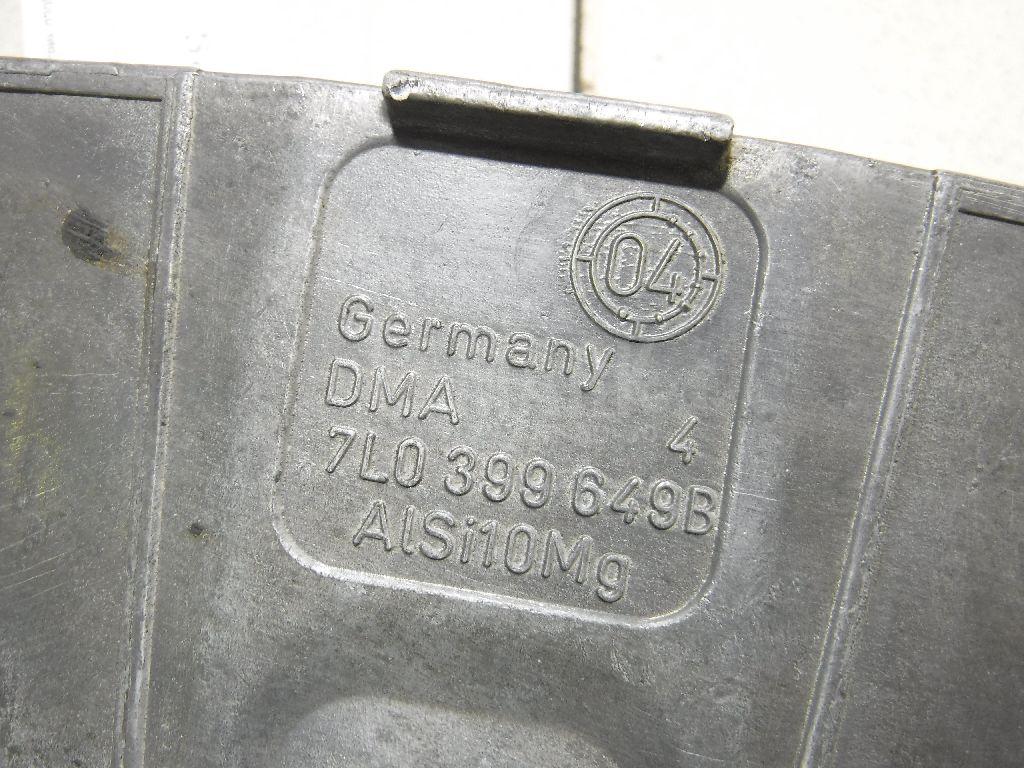 04
Germany
DMA
4
7L0 399 649B
AlSi10Mg